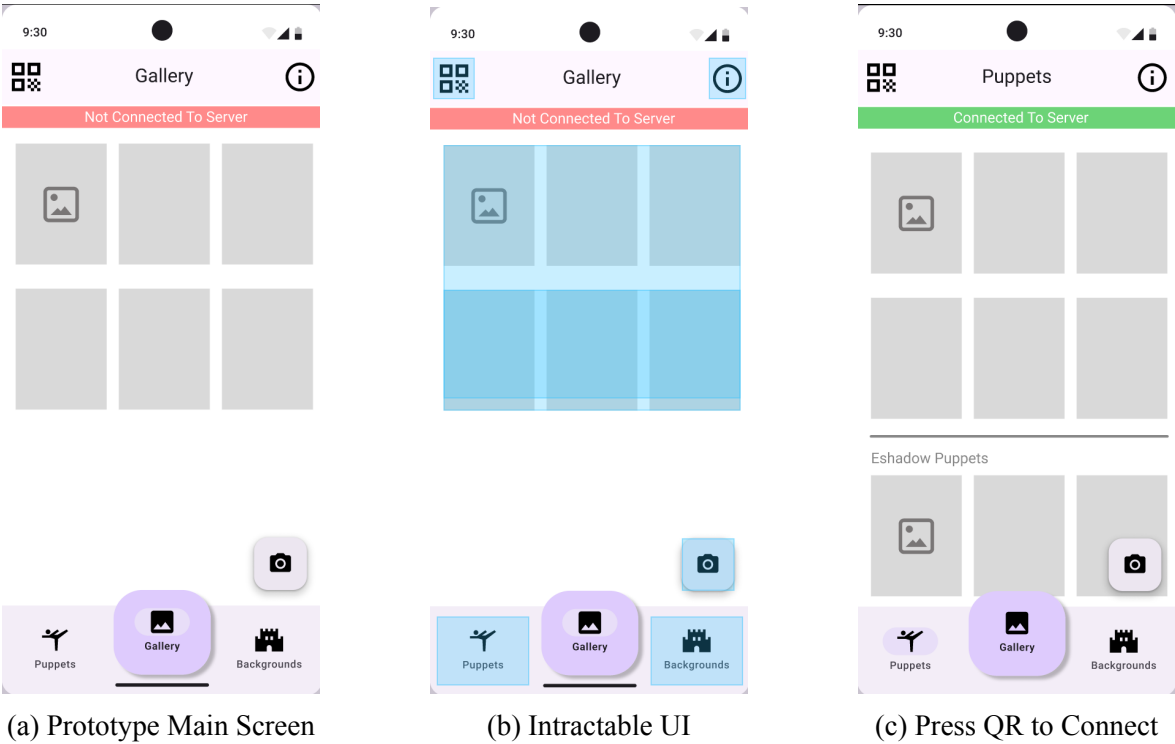 9:30
Gallery
Not Connected To Server
Puppets
Gallery
Backgrounds
(a) Prototype Main Screen
9:30
Gallery
Not Connected To Server
Puppets
Gallery
Backgrounds
(b) Intractable UI
9:30
Puppets
Connected To Server
Eshadow Puppets
Puppets
Gallery
Backgrounds
(c) Press QR to Connect